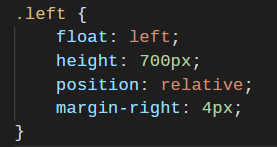 .left {
    float: left;
    height: 700px;
    position: relative;
    margin-right: 4px;
}